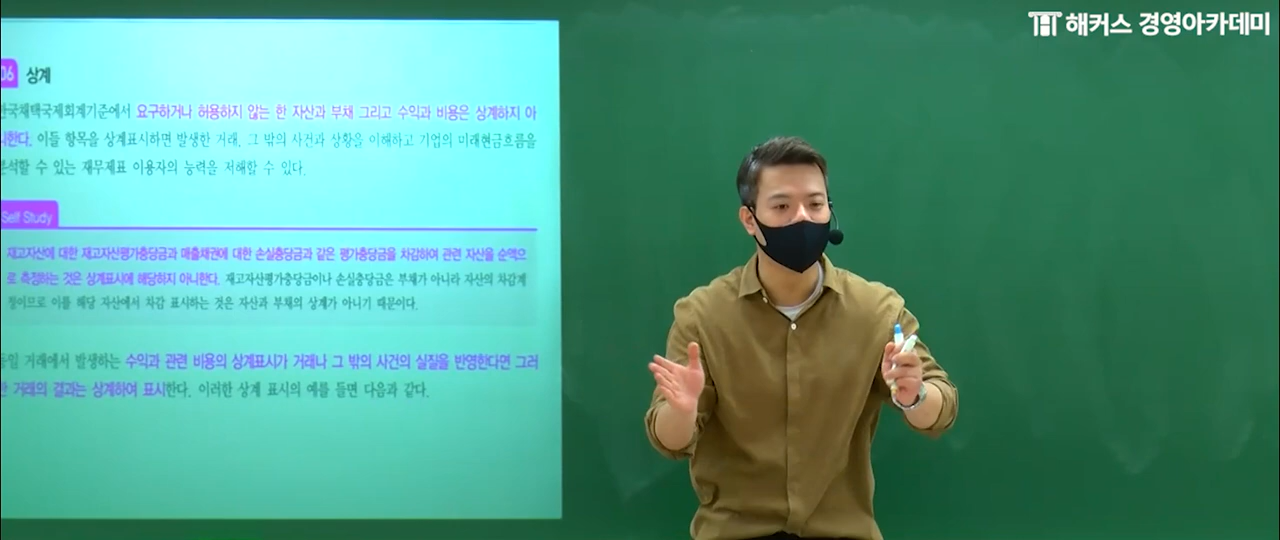 해커스 경영아카데미
06 상계
한국채택국제회계기준에서 요구하거나 허용하지 않는 한 자산과 부채 그리고 수익과 비용은 상계하지 아
니한다. 이들 항목을 상계표시하면 발생한 거래, 그 밖의 사건과 상황을 이해하고 기업의 미래현금흐름을
분석할 수 있는 재무제표 이용자의 능력을 저해할 수 있다.
Self Study
재고자산에 대한 재고자산평가충당금과 매출채권에 대한 손실충당금과 같은 평가충당금을 차감하여 관련 자산을 순액으
로 측정하는 것은 상계표시에 해당하지 아니한다. 재고자산평가충당금이나 손실충당금은 부채가 아니라 자산의 차감계
정이므로 이를 해당 자산에서 차감 표시하는 것은 자산과 부채의 상계가 아니기 때문이다.
동일 거래에서 발생하는 수익과 관련 비용의 상계표시가 거래나 그 밖의 사건의 실질을 반영한다면 그러
한 거래의 결과는 상계하여 표시한다. 이러한 상계 표시의 예를 들면 다음과 같다.